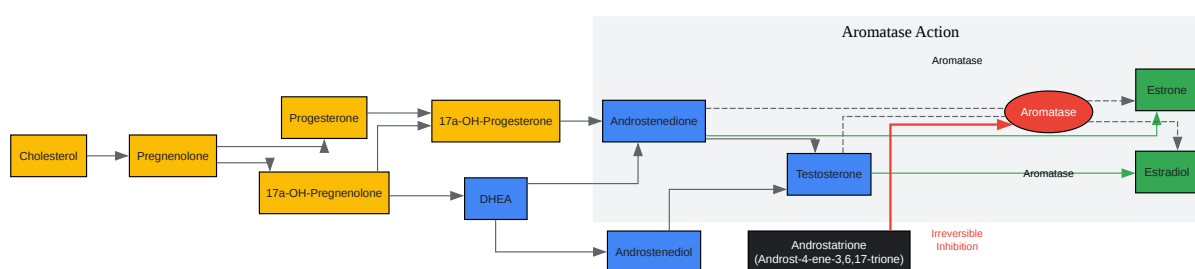 Aromatase Action
Aromatase
Estrone
Aromatase
Progesterone
17a-OH-Progesterone
Androstenedione
Cholesterol
Pregnenolone
Testosterone
Aromatase
Estradiol
17a-OH-Pregnenolone
DHEA
Androstenediol
Androstatrione
(Androst-4-ene-3,6,17-trione)
Irreversible
Inhibition